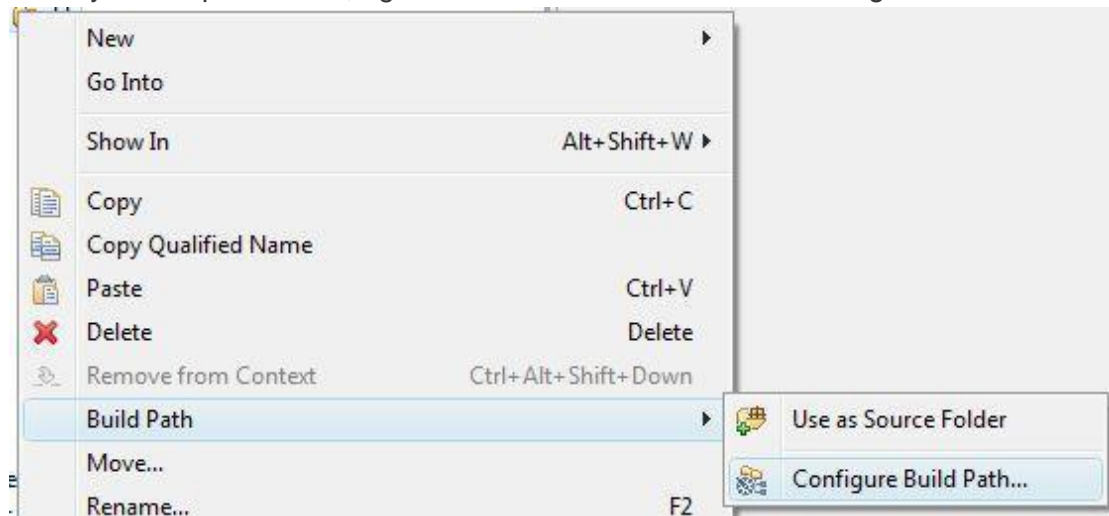 New
Go Into
Show In Alt+Shift+W
Copy Ctrl+C
Copy Qualified Name
Paste Ctrl+V
Delete Delete
Remove from Context Ctrl+Alt+Shift+Down
Build Path
Use as Source Folder
Move...
Configure Build Path...
Rename... F2